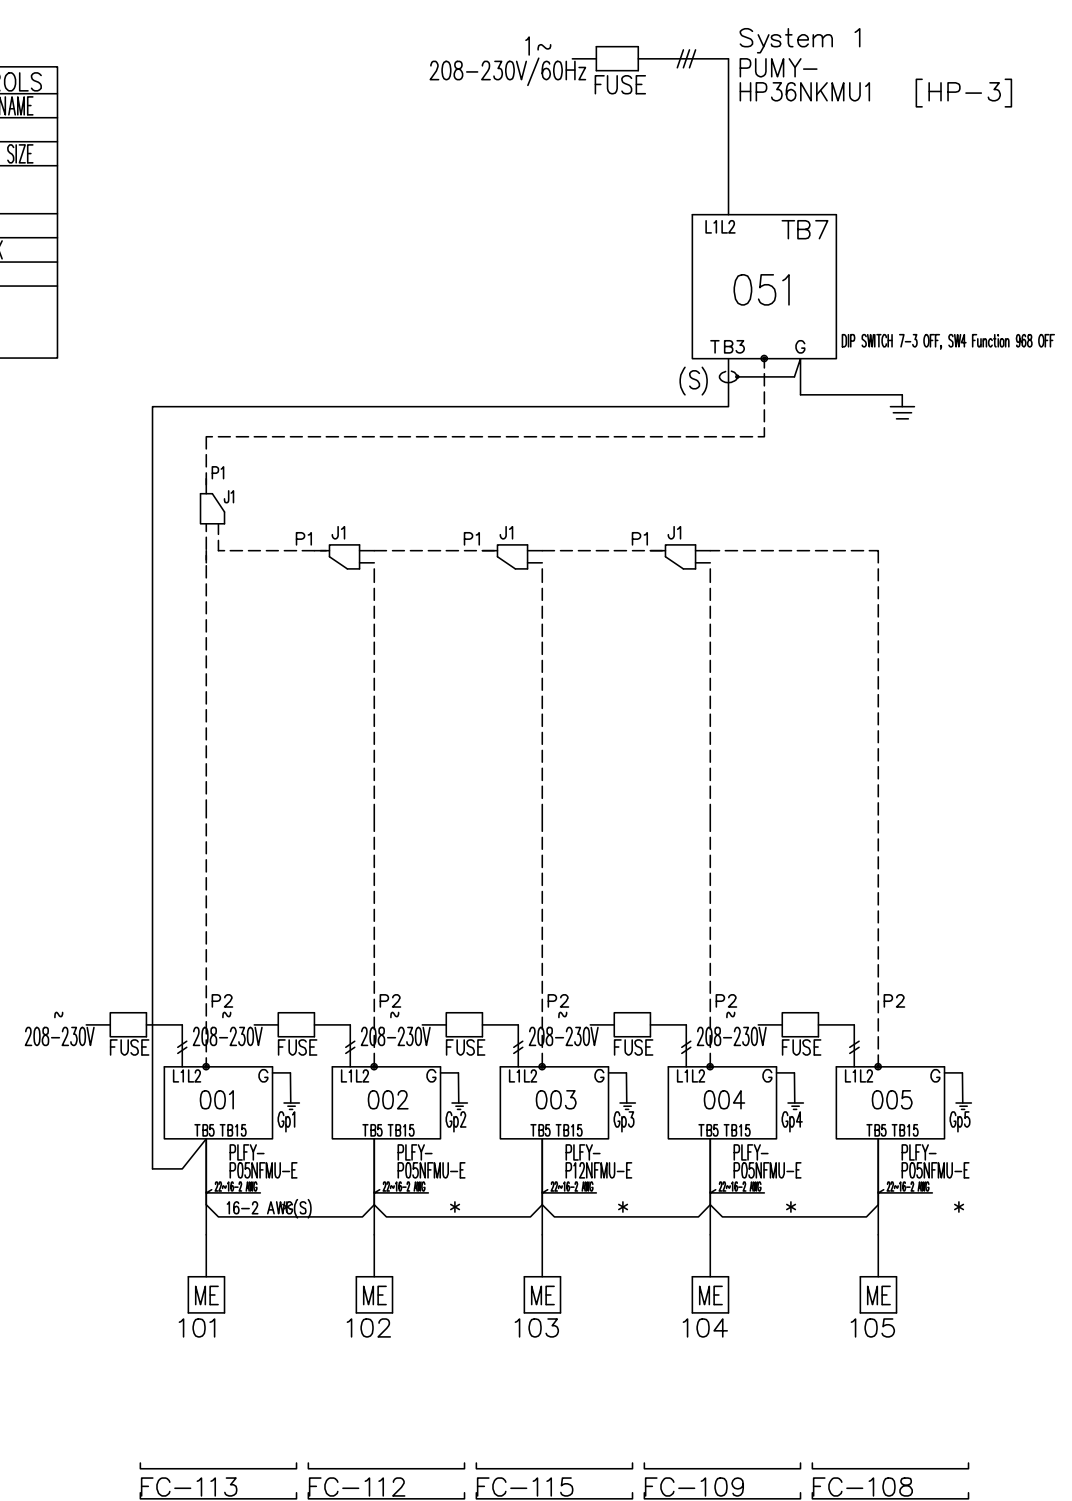 System 1
1~
208-230V/60Hz
FUSE
PUMY-
HP36NKMU1 [HP-3]
OLS
NAME
SIZE
L1L2 TB7
051
TB3 G
DIP SWITCH 7-3 OFF, SW4 Function 968 OFF
(S)
P1
J1
P1 J1
P1 J1
P1 J1
P2 P2 P2 P2 P2
~ ~ ~ ~ ~
208-230V 208-230V 208-230V 208-230V 208-230V
FUSE FUSE FUSE FUSE FUSE
L1L2 G L1L2 G L1L2 G L1L2 G L1L2 G
001 002 003 004 005
Gp1 Gp2 Gp3 Gp4 Gp5
TB5 TB15 TB5 TB15 TB5 TB15 TB5 TB15 TB5 TB15
PLFY- PLFY- PLFY- PLFY- PLFY-
P05NFMU-E P05NFMU-E P12NFMU-E P05NFMU-E P05NFMU-E
22~16-2 AWG 22~16-2 AWG 22~16-2 AWG 22~16-2 AWG 22~16-2 AWG
16-2 AWG(S) * * * *
ME ME ME ME ME
101 102 103 104 105
FC-113 FC-112 FC-115 FC-109 FC-108